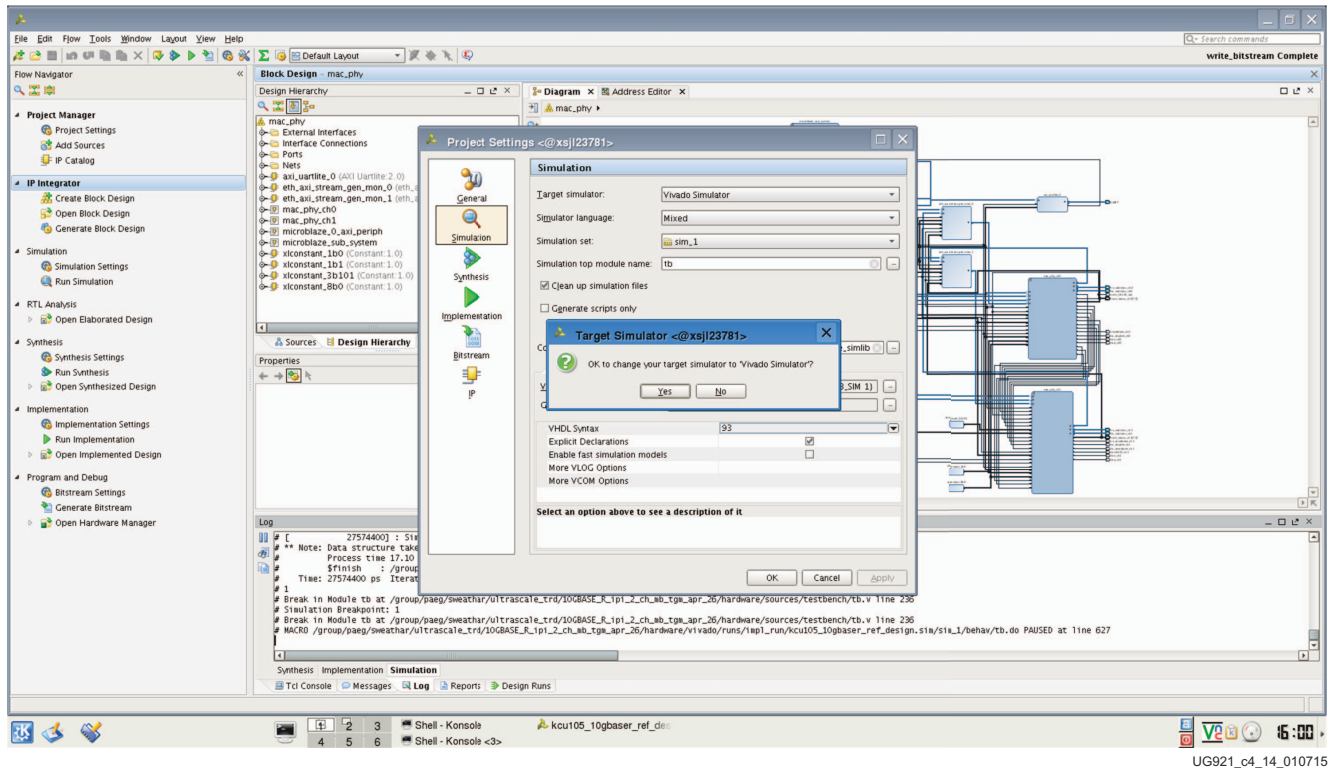 File Edit Flow Tools Window Layout View Help
Q- Search commands
Default Layout
write_bitstream Complete
Flow Navigator
Project Manager
Project Settings
Add Sources
IP Catalog
IP Integrator
Create Block Design
Open Block Design
Generate Block Design
Simulation
Simulation Settings
Run Simulation
RTL Analysis
Open Elaborated Design
Synthesis
Synthesis Settings
Run Synthesis
Open Synthesized Design
Implementation
Implementation Settings
Run Implementation
Open Implemented Design
Program and Debug
Bitstream Settings
Generate Bitstream
Open Hardware Manager
Block Design - mac_phy
Design Hierarchy
mac_phy
External Interfaces
Interface Connections
Ports
Nets
axi_uartlite_0 (AXI Uartlite:2.0)
eth_axi_stream_gen_mon_0 (eth_a
eth_axi_stream_gen_mon_1 (eth_a
mac_phy_ch0
mac_phy_ch1
microblaze_0_axi_periph
microblaze_sub_system
xlconstant_1b0 (Constant:1.0)
xlconstant_1b1 (Constant:1.0)
xlconstant_3b101 (Constant:1.0)
xlconstant_8b0 (Constant:1.0)
Sources Design Hierarchy
Properties
Diagram Address Editor
mac_phy
Project Settings <@xsjl23781>
General
Simulation
Synthesis
Implementation
Bitstream
IP
Simulation
Target simulator: Vivado Simulator
Simulator language: Mixed
Simulation set: sim_1
Simulation top module name: tb
Clean up simulation files
Generate scripts only
Co
_simlib
Target Simulator <@xsjl23781>
OK to change your target simulator to 'Vivado Simulator'?
Yes No
V
_SIM 1)
G
VHDL Syntax 93
Explicit Declarations
Enable fast simulation models
More VLOG Options
More VCOM Options
Select an option above to see a description of it
OK Cancel Apply
Log
# [ 27574400] : Sim
# ** Note: Data structure take
# Process time 17.10
# $finish : /group
# Time: 27574400 ps Iterat
# 1
# Break in Module tb at /group/paeg/sweathar/ultrascale_trd/10GBASE_R_ipi_2_ch_mb_tgm_apr_26/hardware/sources/testbench/tb.v line 236
# Simulation Breakpoint: 1
# Break in Module tb at /group/paeg/sweathar/ultrascale_trd/10GBASE_R_ipi_2_ch_mb_tgm_apr_26/hardware/sources/testbench/tb.v line 236
# MACRO /group/paeg/sweathar/ultrascale_trd/10GBASE_R_ipi_2_ch_mb_tgm_apr_26/hardware/vivado/runs/impl_run/kcu105_10gbaser_ref_design.sim/sim_1/behav/tb.do PAUSED at line 627
Synthesis Implementation Simulation
Tcl Console Messages Log Reports Design Runs
1 2 3
4 5 6
Shell - Konsole
Shell - Konsole <3>
kcu105_10gbaser_ref_des
16:00
UG921_c4_14_010715